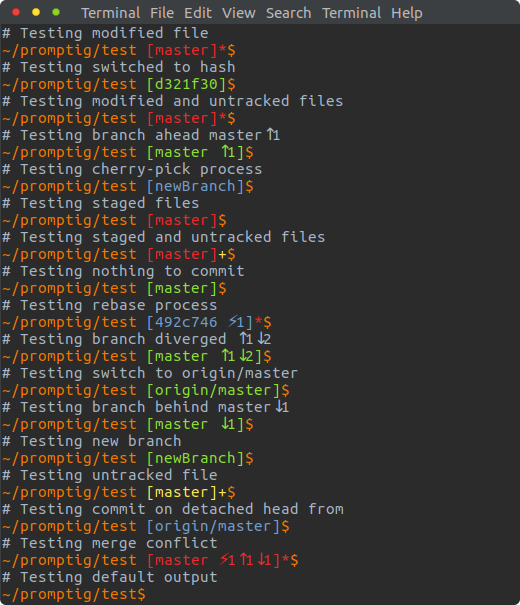 Terminal File Edit View Search Terminal Help
# Testing modified file
~/promptig/test [master]*$
# Testing switched to hash
~/promptig/test [d321f30]$
# Testing modified and untracked files
~/promptig/test [master]*$
# Testing branch ahead master↑1
~/promptig/test [master ↑1]$
# Testing cherry-pick process
~/promptig/test [newBranch]$
# Testing staged files
~/promptig/test [master]$
# Testing staged and untracked files
~/promptig/test [master]+$
# Testing nothing to commit
~/promptig/test [master]$
# Testing rebase process
~/promptig/test [492c746 ⚡1]*$
# Testing branch diverged ↑1↓2
~/promptig/test [master ↑1↓2]$
# Testing switch to origin/master
~/promptig/test [origin/master]$
# Testing branch behind master↓1
~/promptig/test [master ↓1]$
# Testing new branch
~/promptig/test [newBranch]$
# Testing untracked file
~/promptig/test [master]+$
# Testing commit on detached head from
~/promptig/test [origin/master]$
# Testing merge conflict
~/promptig/test [master ⚡1↑1↓1]*$
# Testing default output
~/promptig/test$